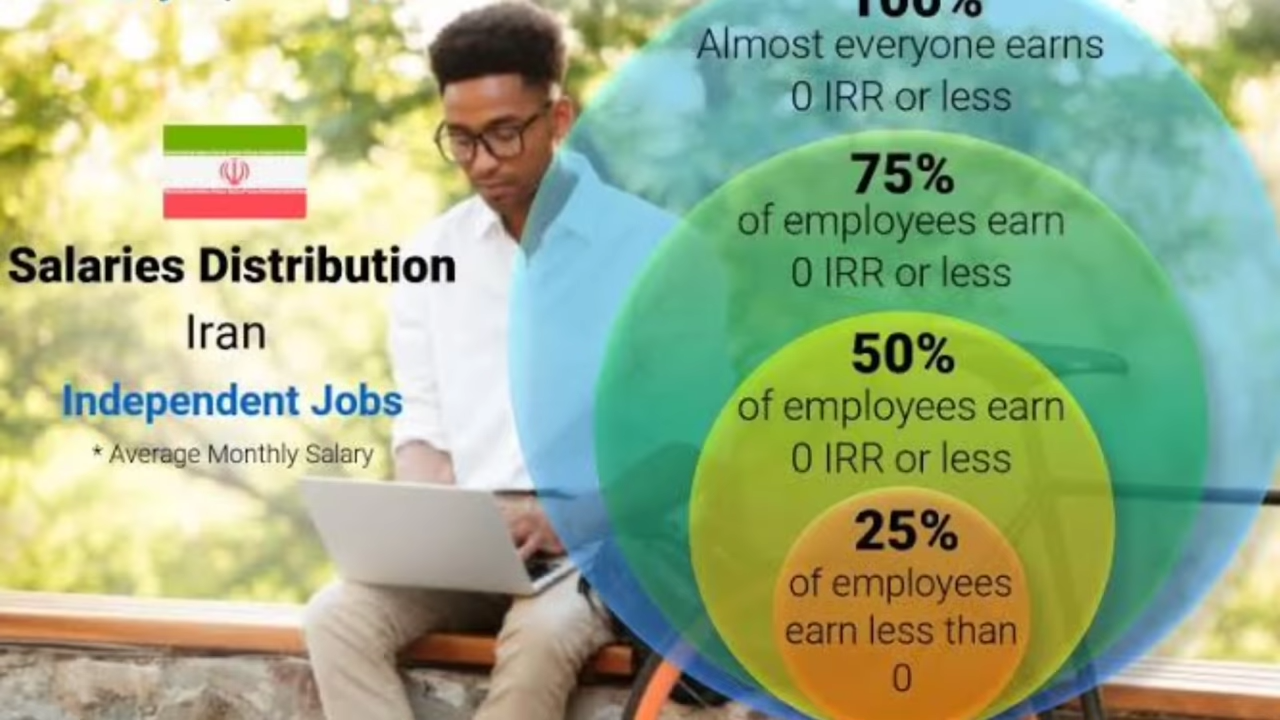 Salaries Distribution
Iran
Independent Jobs
* Average Monthly Salary
100%
Almost everyone earns
0 IRR or less
75%
of employees earn
0 IRR or less
50%
of employees earn
0 IRR or less
25%
of employees
earn less than
0